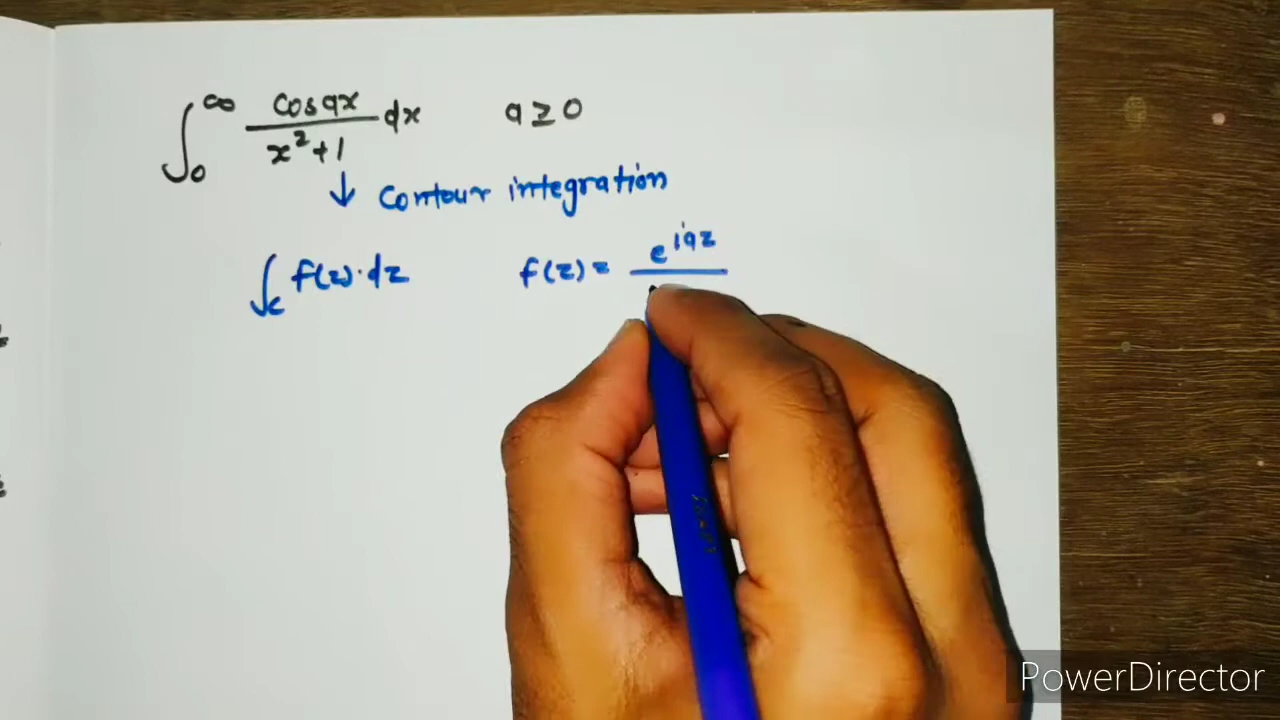 ∫₀^∞ cos ax / x²+1 dx a ≥ 0
↓ Contour integration
∫c f(z)·dz f(z) = e^iaz
PowerDirector